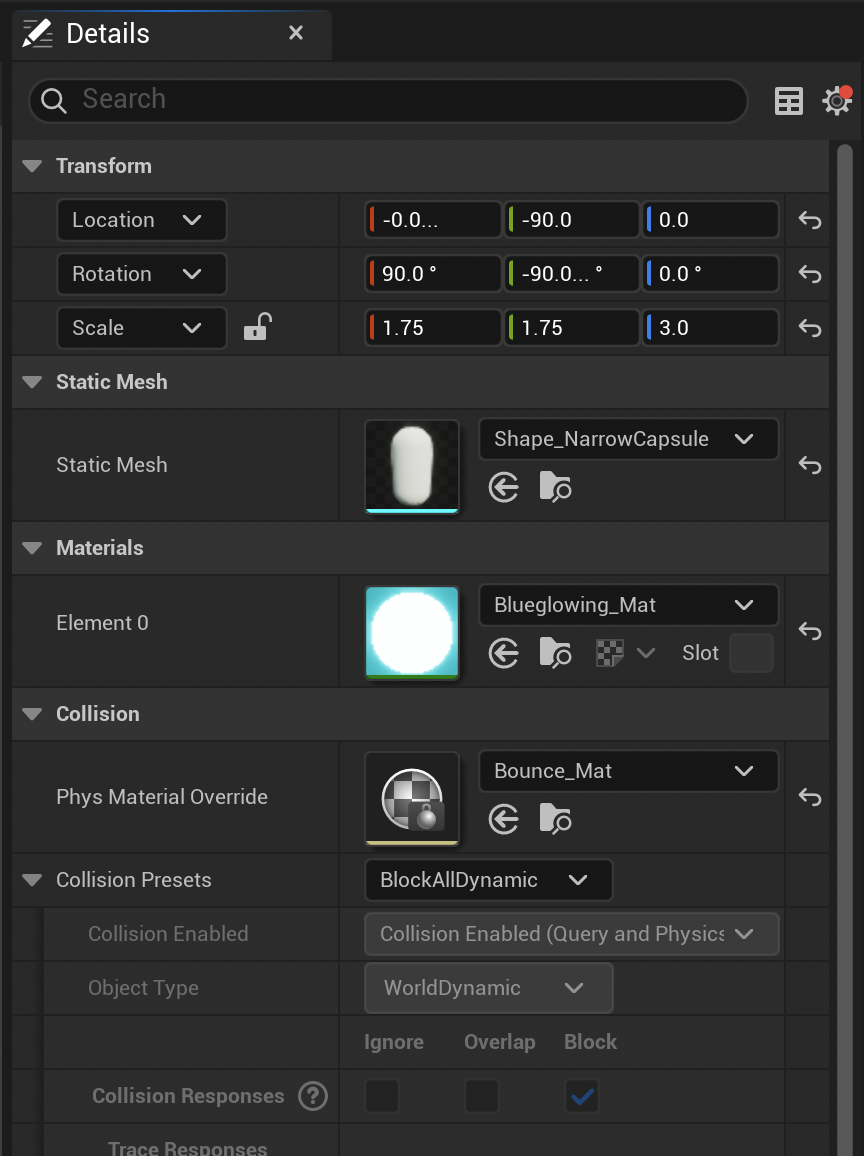 Details
Search
Transform
Location -0.0... -90.0 0.0
Rotation 90.0 ° -90.0... ° 0.0 °
Scale 1.75 1.75 3.0
Static Mesh
Static Mesh Shape_NarrowCapsule
Materials
Element 0 Blueglowing_Mat
Slot
Collision
Phys Material Override Bounce_Mat
Collision Presets BlockAllDynamic
Collision Enabled Collision Enabled (Query and Physics
Object Type WorldDynamic
Ignore Overlap Block
Collision Responses ?
Trace Responses